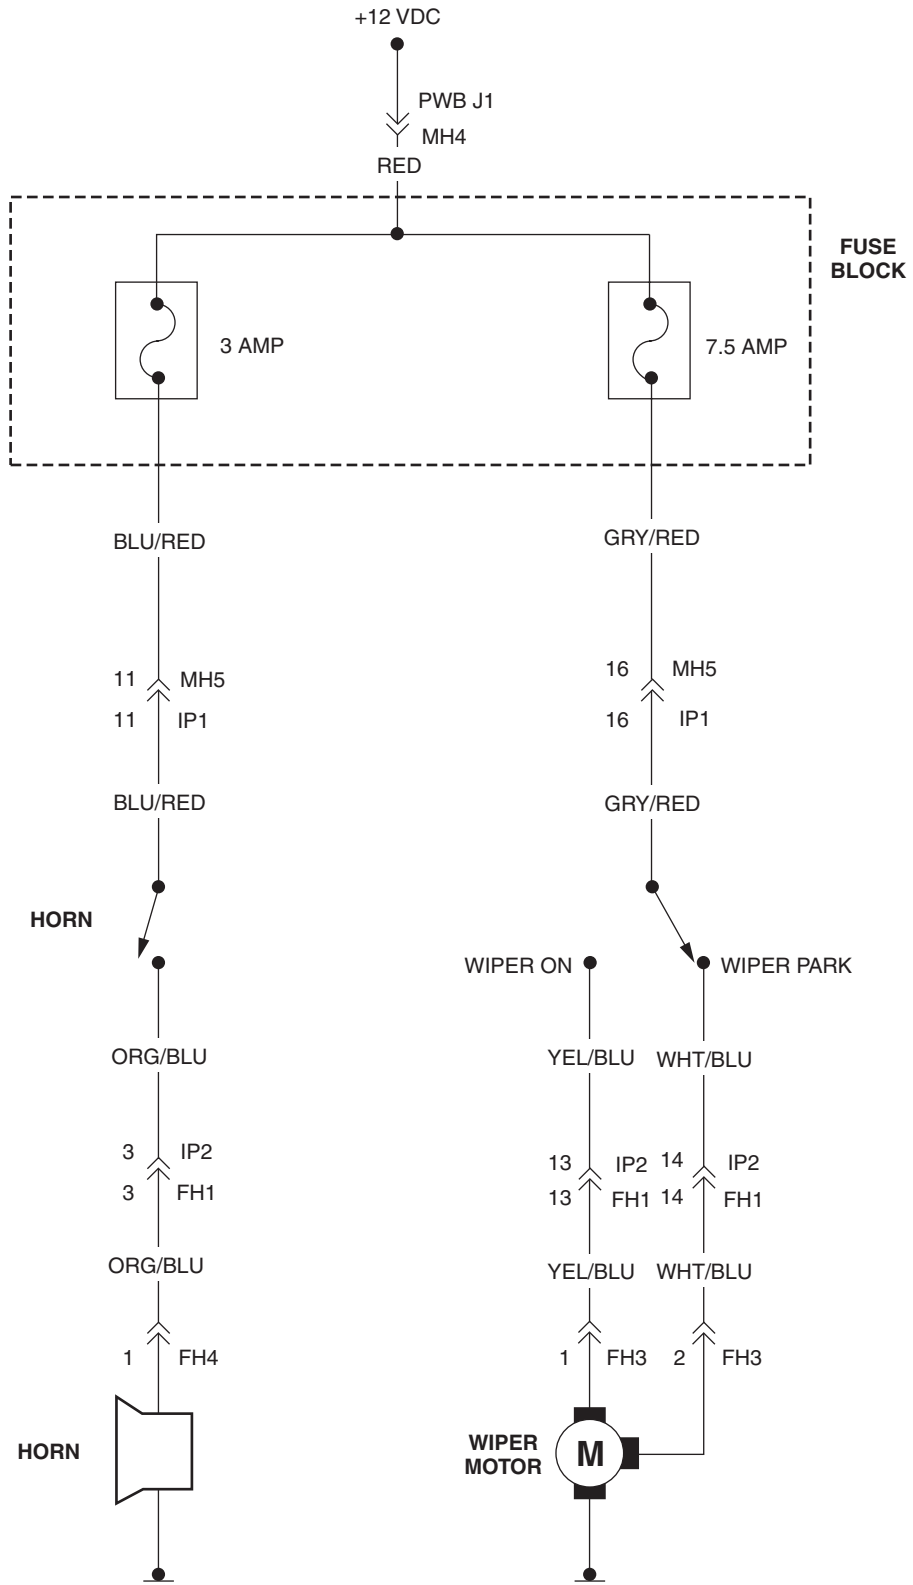 +12 VDC
PWB J1
MH4
RED
FUSE
BLOCK
3 AMP
7.5 AMP
BLU/RED
GRY/RED
11 MH5
11 IP1
16 MH5
16 IP1
BLU/RED
GRY/RED
HORN
WIPER ON
WIPER PARK
ORG/BLU
YEL/BLU
WHT/BLU
3 IP2
3 FH1
13 IP2
13 FH1
14 IP2
14 FH1
ORG/BLU
YEL/BLU
WHT/BLU
1 FH4
1 FH3
2 FH3
HORN
WIPER
MOTOR
M